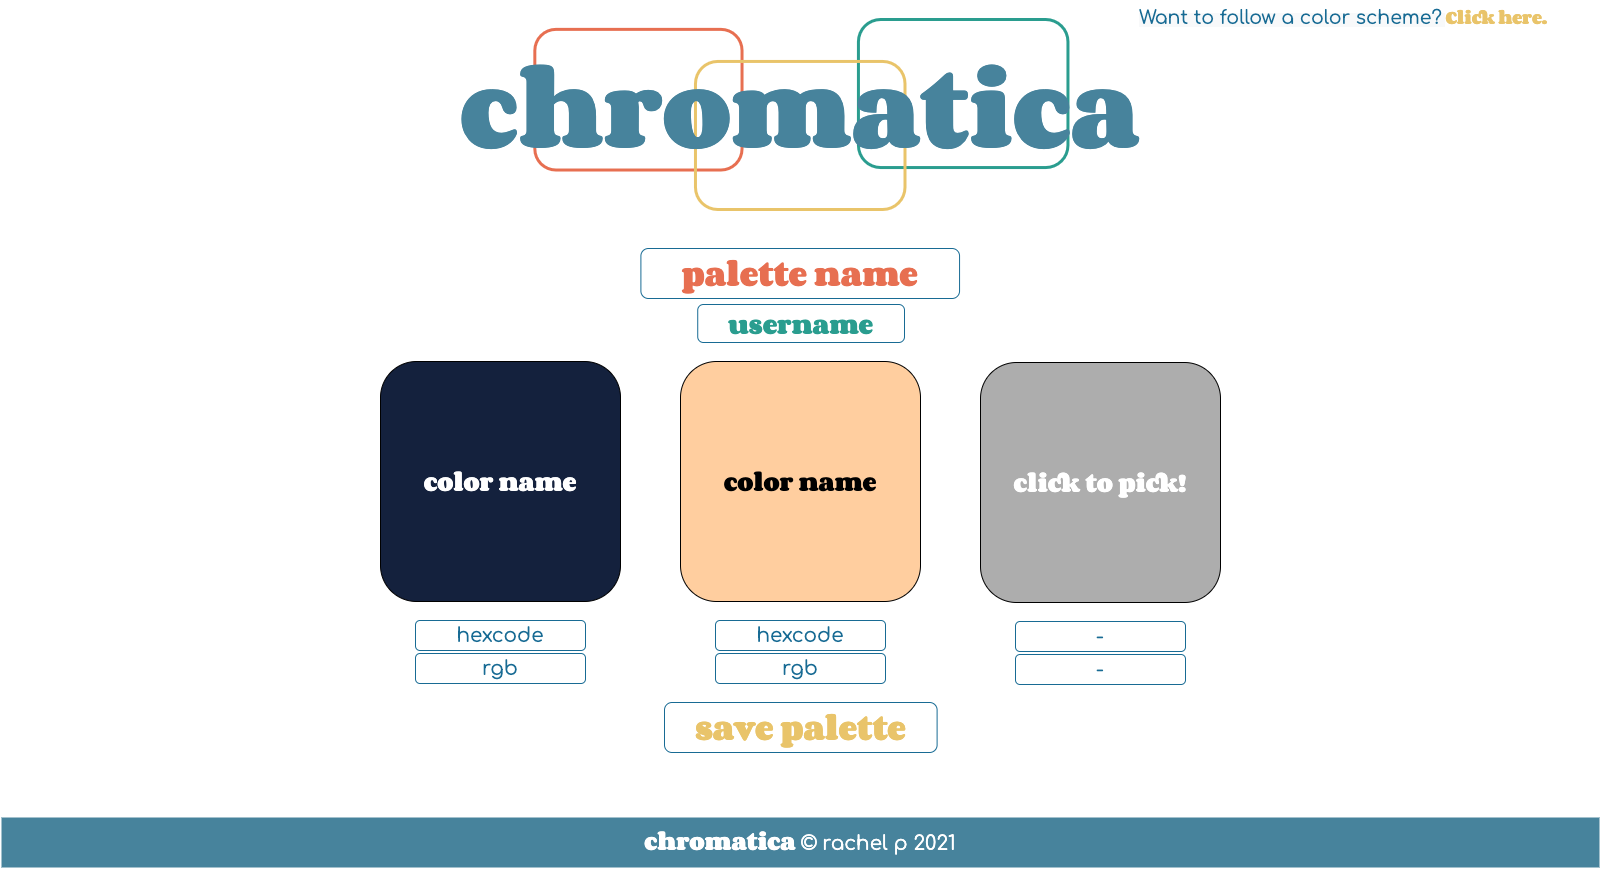 Want to follow a color scheme? Click here.
chromatica
palette name
username
color name
color name
click to pick!
hexcode
hexcode
-
rgb
rgb
-
save palette
chromatica © rachel p 2021